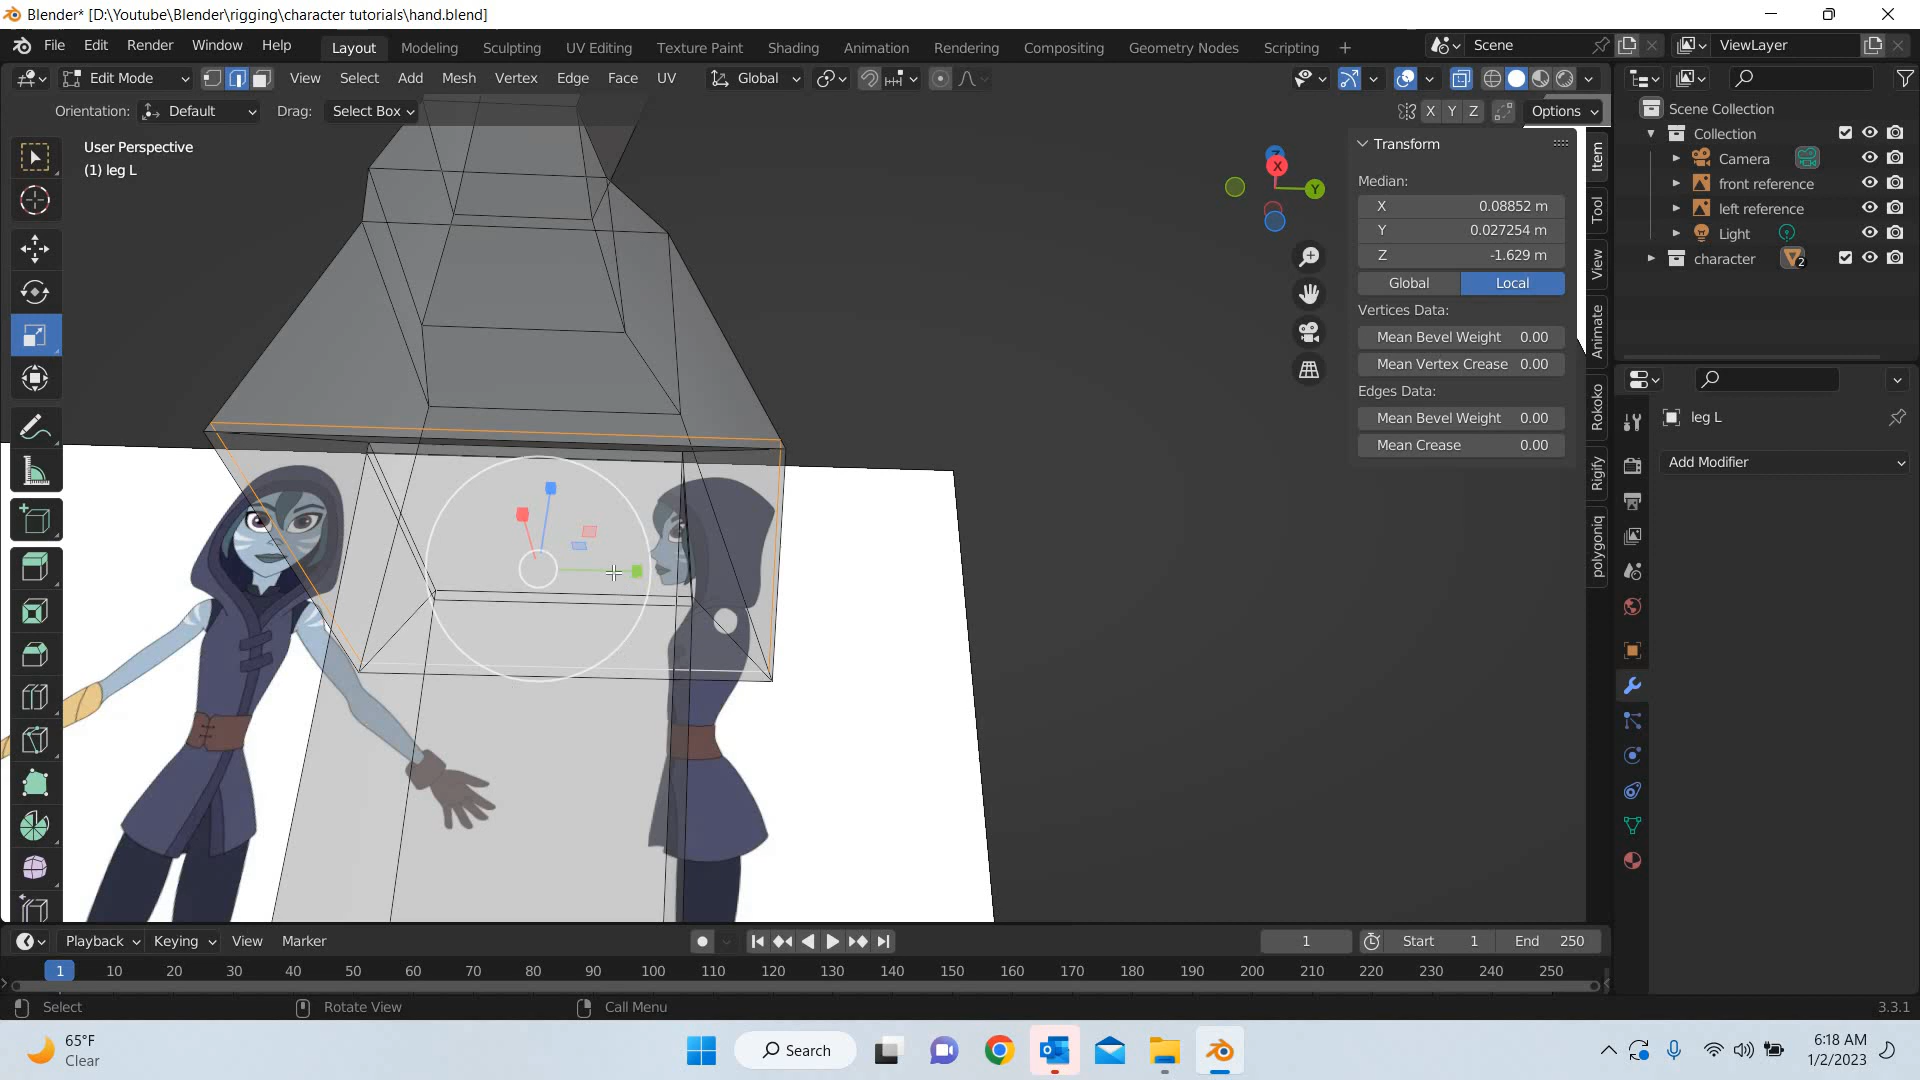 Blender* [D:\Youtube\Blender\rigging\character tutorials\hand.blend]
File Edit Render Window Help Layout Modeling Sculpting UV Editing Texture Paint Shading Animation Rendering Compositing Geometry Nodes Scripting + Scene ViewLayer
Edit Mode View Select Add Mesh Vertex Edge Face UV Global
Orientation: Default Drag: Select Box X Y Z Options
User Perspective
(1) leg L
Z
X
Y
Transform
Median:
X 0.08852 m
Y 0.027254 m
Z -1.629 m
Global Local
Vertices Data:
Mean Bevel Weight 0.00
Mean Vertex Crease 0.00
Edges Data:
Mean Bevel Weight 0.00
Mean Crease 0.00
Item
Tool
View
Animate
Rokoko
Rigify
polygoniq
Scene Collection
Collection
Camera
front reference
left reference
Light
character 2
leg L
Add Modifier
Playback Keying View Marker 1 Start 1 End 250
1 10 20 30 40 50 60 70 80 90 100 110 120 130 140 150 160 170 180 190 200 210 220 230 240 250
Select Rotate View Call Menu 3.3.1
65°F
Clear
Search
6:18 AM
1/2/2023